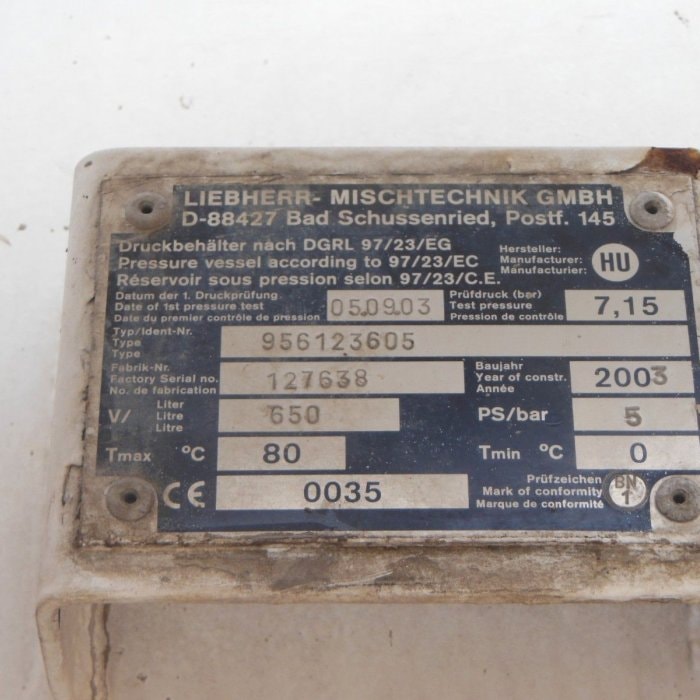 LIEBHERR- MISCHTECHNIK GMBH
D-88427 Bad Schussenried, Postf. 145
Druckbehälter nach DGRL 97/23/EG
Pressure vessel according to 97/23/EC
Réservoir sous pression selon 97/23/C.E.
Hersteller:
Manufacturer:
Manufacturier:
HU
Datum der 1. Druckprüfung
Date of 1st pressure test
Date du premier contrôle de pression
05.09.03
Prüfdruck (bar)
Test pressure
Pression de contrôle
7,15
Typ/Ident-Nr.
Type
Type
956123605
Fabrik-Nr.
Factory Serial no.
No. de fabrication
127638
Baujahr
Year of constr.
Année
2003
V/
Liter
Litre
Litre
650
PS/bar
5
Tmax °C
80
Tmin °C
0
CE
0035
Prüfzeichen
Mark of conformity
Marque de conformité
BN
1